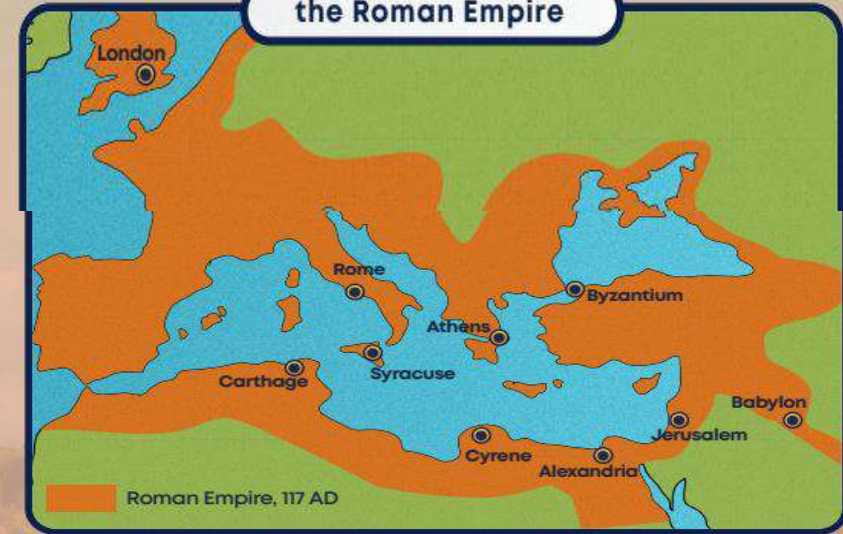 the Roman Empire
London
Rome
Byzantium
Athens
Carthage
Syracuse
Babylon
Jerusalem
Cyrene
Alexandria
Roman Empire, 117 AD